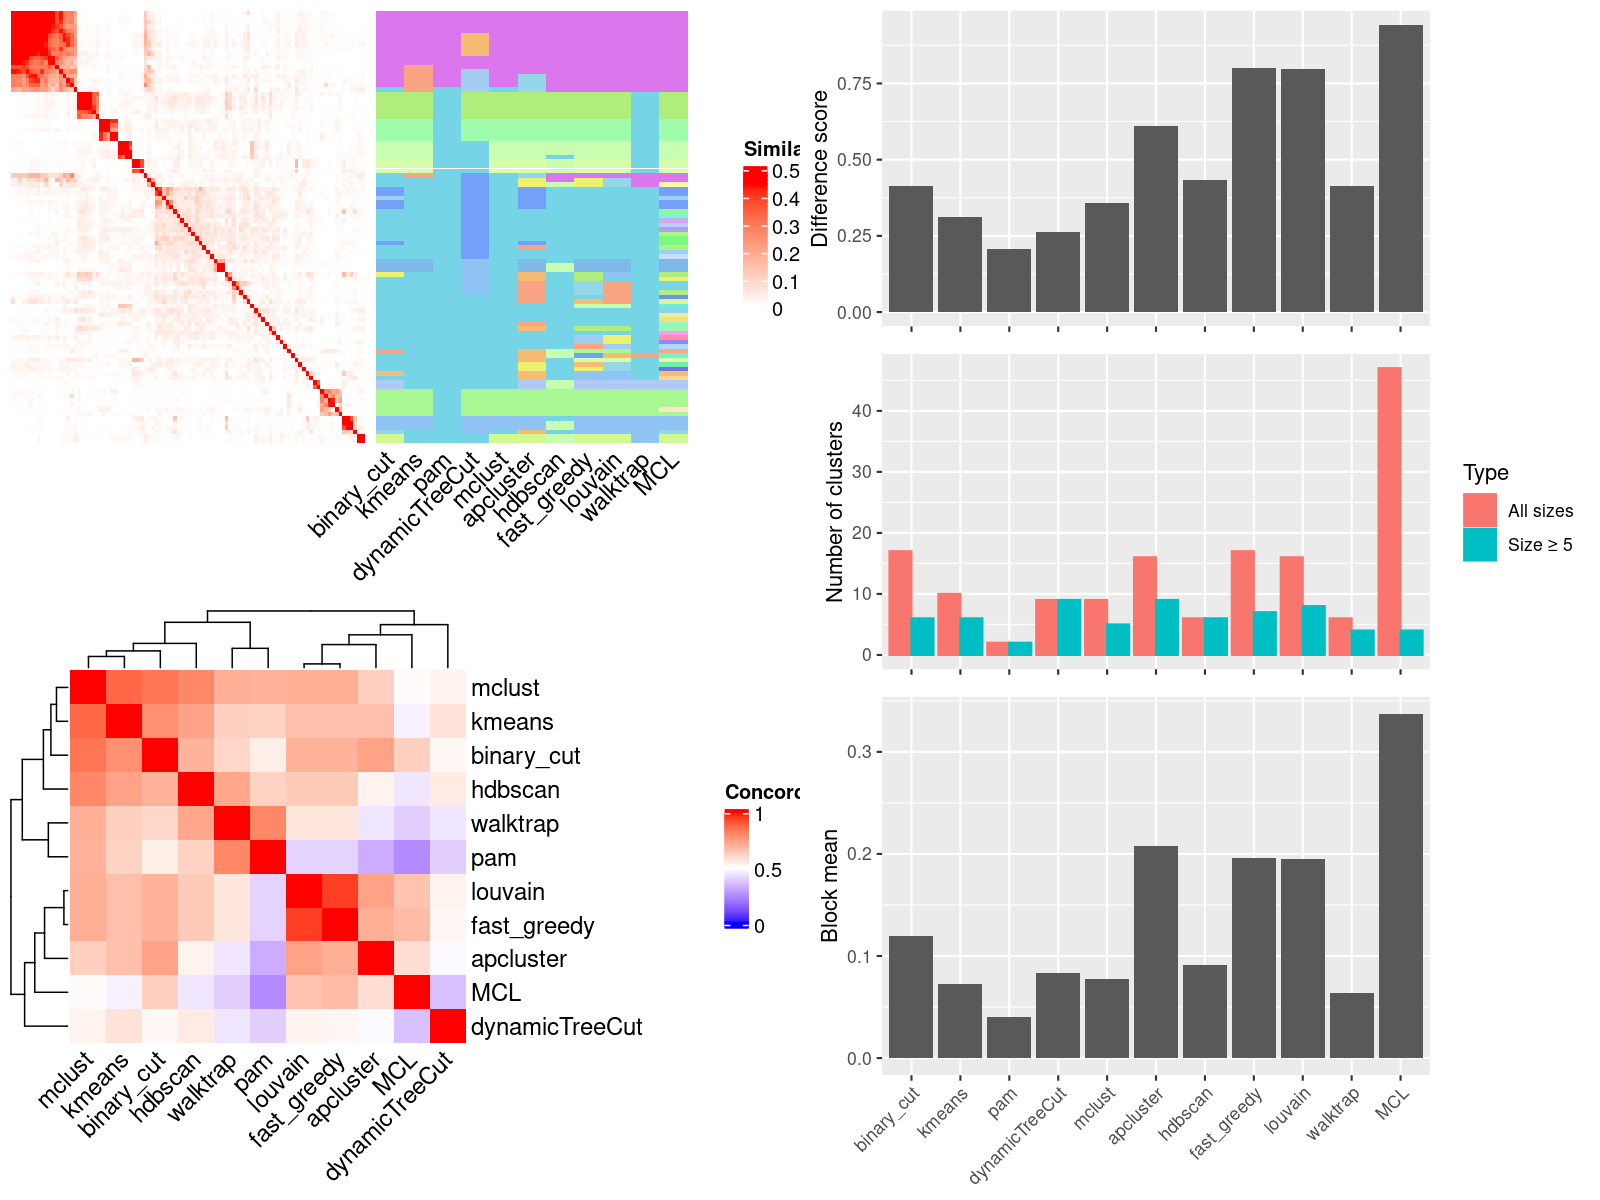 Simila
0.5
0.4
0.3
0.2
0.1
0
binary_cut
kmeans
pam
dynamicTreeCut
mclust
apcluster
hdbscan
fast_greedy
louvain
walktrap
MCL
mclust
kmeans
binary_cut
hdbscan
walktrap
pam
louvain
fast_greedy
apcluster
MCL
dynamicTreeCut
mclust
kmeans
binary_cut
hdbscan
walktrap
pam
louvain
fast_greedy
apcluster
MCL
dynamicTreeCut
Concord
1
0.5
0
Difference score
0.75
0.50
0.25
0.00
Number of clusters
40
30
20
10
0
Type
All sizes
Size ≥ 5
Block mean
0.3
0.2
0.1
0.0
binary_cut
kmeans
pam
dynamicTreeCut
mclust
apcluster
hdbscan
fast_greedy
louvain
walktrap
MCL